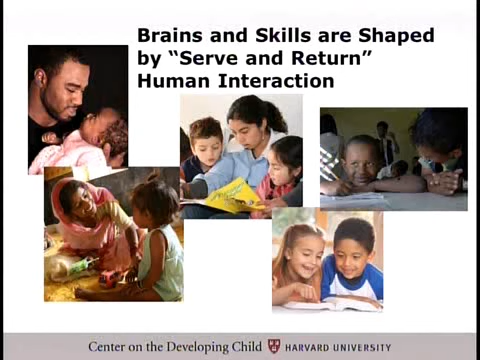 Brains and Skills are Shaped
by “Serve and Return”
Human Interaction
Center on the Developing Child HARVARD UNIVERSITY